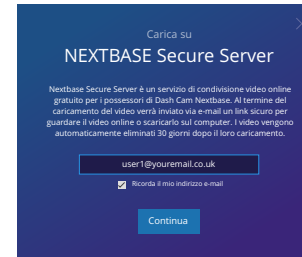 Carica su
NEXTBASE Secure Server
Nextbase Secure Server è un servizio di condivisione video online
gratuito per i possessori di Dash Cam Nextbase. Al termine del
caricamento del video verrà inviato via e-mail un link sicuro per
guardare il video online o scaricarlo sul computer. I video vengono
automaticamente eliminati 30 giorni dopo il loro caricamento.
user1@youremail.co.uk
Ricorda il mio indirizzo e-mail
Continua